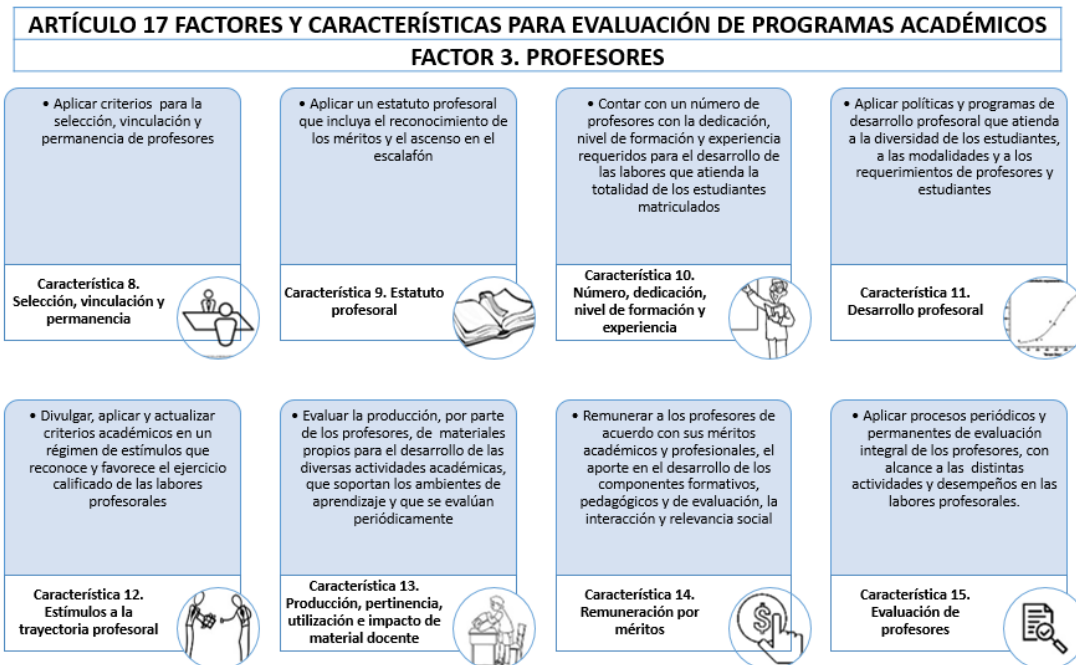 ARTÍCULO 17 FACTORES Y CARACTERÍSTICAS PARA EVALUACIÓN DE PROGRAMAS ACADÉMICOS
FACTOR 3. PROFESORES
• Aplicar criterios para la
selección, vinculación y
permanencia de profesores
Característica 8.
Selección, vinculación y
permanencia
• Aplicar un estatuto profesoral
que incluya el reconocimiento de
los méritos y el ascenso en el
escalafón
Característica 9. Estatuto
profesoral
• Contar con un número de
profesores con la dedicación,
nivel de formación y experiencia
requeridos para el desarrollo de
las labores que atienda la
totalidad de los estudiantes
matriculados
Característica 10.
Número, dedicación,
nivel de formación y
experiencia
• Aplicar políticas y programas de
desarrollo profesoral que atienda
a la diversidad de los estudiantes,
a las modalidades y a los
requerimientos de profesores y
estudiantes
Característica 11.
Desarrollo profesoral
• Divulgar, aplicar y actualizar
criterios académicos en un
régimen de estímulos que
reconoce y favorece el ejercicio
calificado de las labores
profesorales
Característica 12.
Estímulos a la
trayectoria profesoral
• Evaluar la producción, por parte
de los profesores, de materiales
propios para el desarrollo de las
diversas actividades académicas,
que soportan los ambientes de
aprendizaje y que se evalúan
periódicamente
Característica 13.
Producción, pertinencia,
utilización e impacto de
material docente
• Remunerar a los profesores de
acuerdo con sus méritos
académicos y profesionales, el
aporte en el desarrollo de los
componentes formativos,
pedagógicos y de evaluación, la
interacción y relevancia social
Característica 14.
Remuneración por
méritos
$
• Aplicar procesos periódicos y
permanentes de evaluación
integral de los profesores, con
alcance a las distintas
actividades y desempeños en las
labores profesorales.
Característica 15.
Evaluación de
profesores